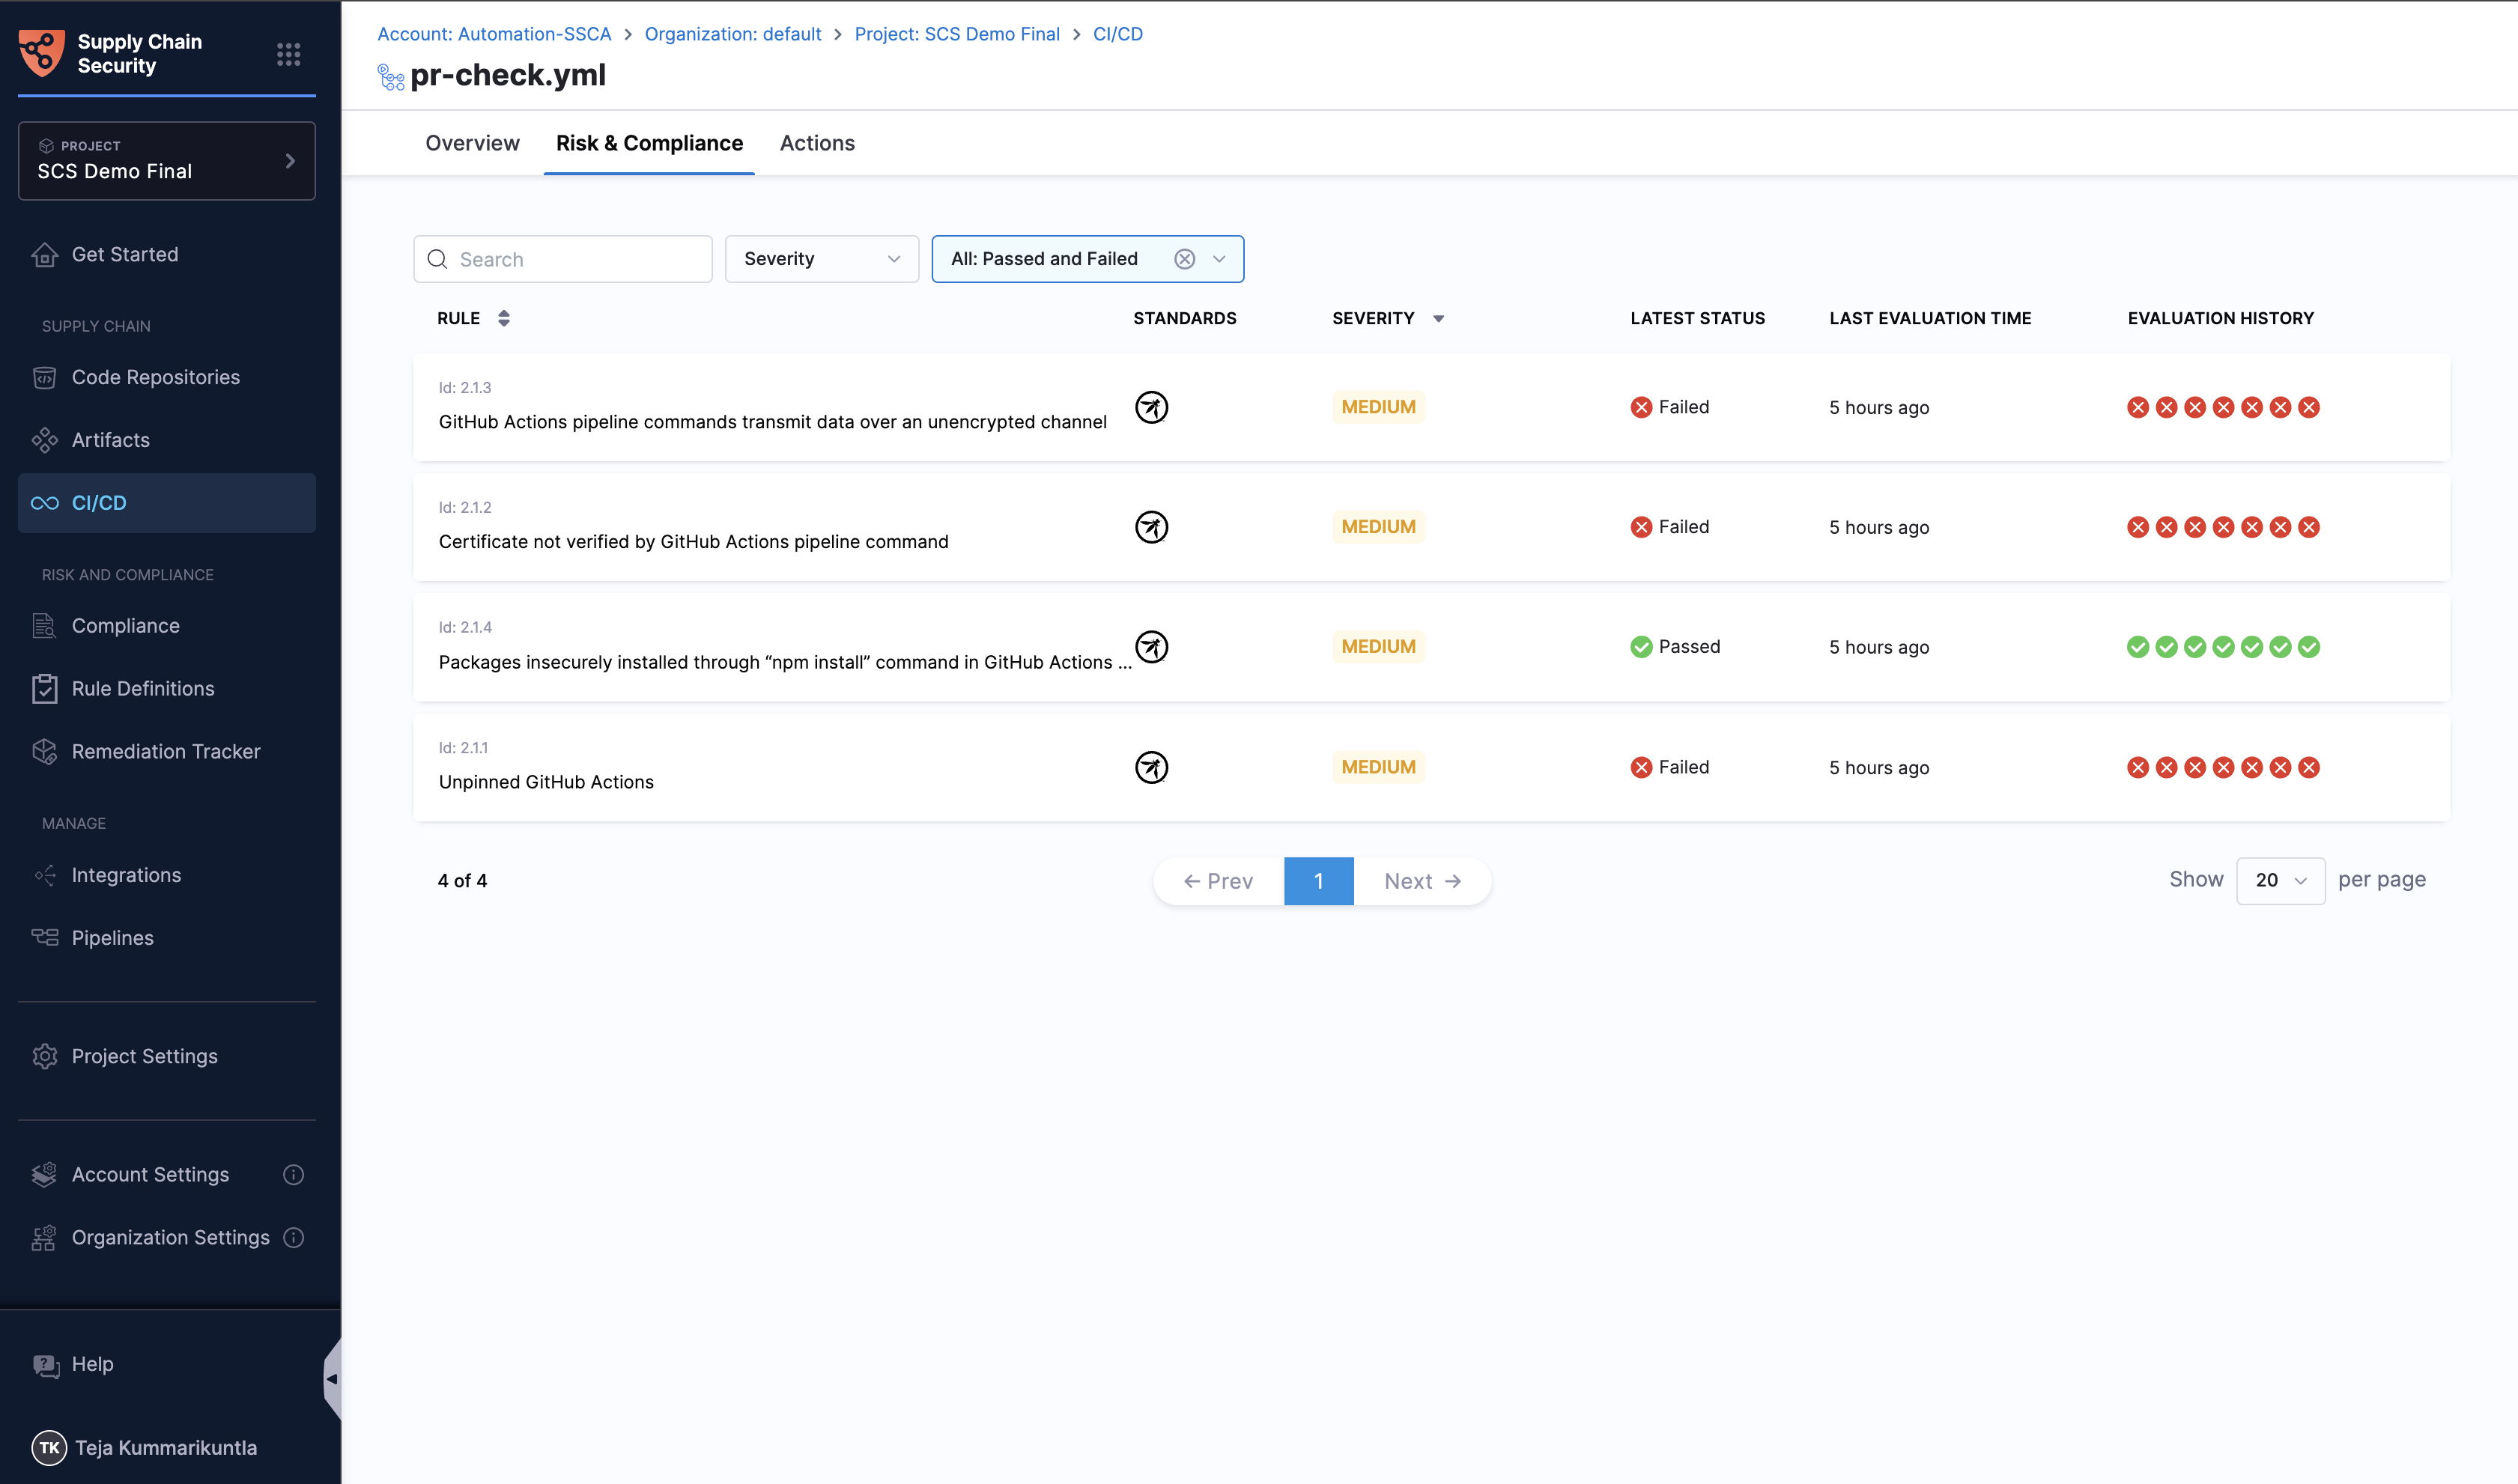 Supply Chain
Security
PROJECT
SCS Demo Final
Get Started
SUPPLY CHAIN
Code Repositories
Artifacts
CI/CD
RISK AND COMPLIANCE
Compliance
Rule Definitions
Remediation Tracker
MANAGE
Integrations
Pipelines
Project Settings
Account Settings
Organization Settings
Help
TK Teja Kummarikuntla
Account: Automation-SSCA > Organization: default > Project: SCS Demo Final > CI/CD
pr-check.yml
Overview Risk & Compliance Actions
Search Severity All: Passed and Failed
RULE STANDARDS SEVERITY LATEST STATUS LAST EVALUATION TIME EVALUATION HISTORY
Id: 2.1.3
GitHub Actions pipeline commands transmit data over an unencrypted channel MEDIUM Failed 5 hours ago
Id: 2.1.2
Certificate not verified by GitHub Actions pipeline command MEDIUM Failed 5 hours ago
Id: 2.1.4
Packages insecurely installed through “npm install” command in GitHub Actions ... MEDIUM Passed 5 hours ago
Id: 2.1.1
Unpinned GitHub Actions MEDIUM Failed 5 hours ago
4 of 4 ← Prev 1 Next → Show 20 per page